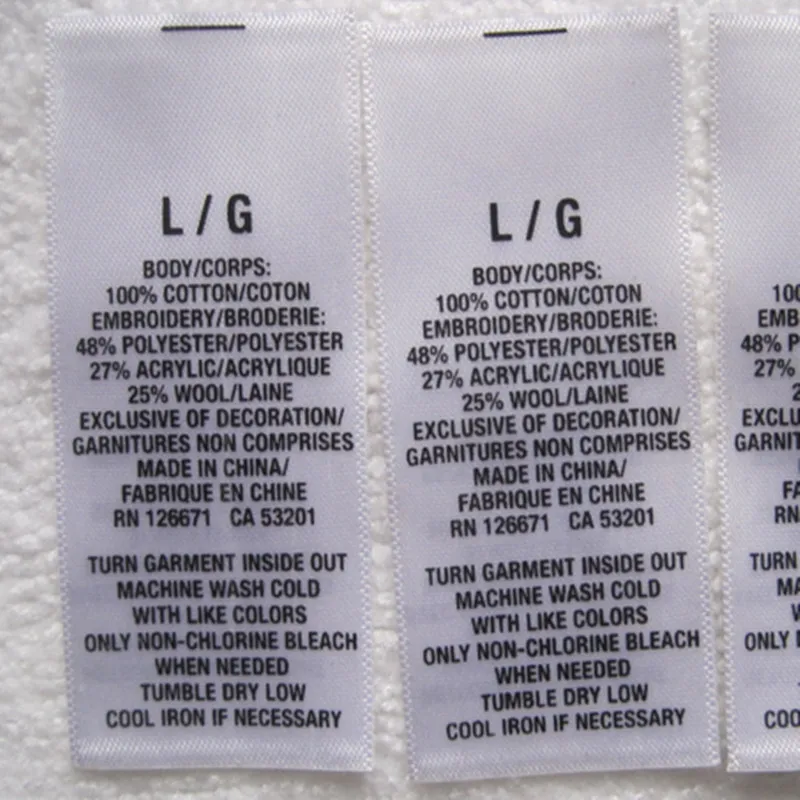 L / G
BODY/CORPS:
100% COTTON/COTON
EMBROIDERY/BRODERIE:
48% POLYESTER/POLYESTER
27% ACRYLIC/ACRYLIQUE
25% WOOL/LAINE
EXCLUSIVE OF DECORATION/
GARNITURES NON COMPRISES
MADE IN CHINA/
FABRIQUE EN CHINE
RN 126671 CA 53201
TURN GARMENT INSIDE OUT
MACHINE WASH COLD
WITH LIKE COLORS
ONLY NON-CHLORINE BLEACH
WHEN NEEDED
TUMBLE DRY LOW
COOL IRON IF NECESSARY
L / G
BODY/CORPS:
100% COTTON/COTON
EMBROIDERY/BRODERIE:
48% POLYESTER/POLYESTER
27% ACRYLIC/ACRYLIQUE
25% WOOL/LAINE
EXCLUSIVE OF DECORATION/
GARNITURES NON COMPRISES
MADE IN CHINA/
FABRIQUE EN CHINE
RN 126671 CA 53201
TURN GARMENT INSIDE OUT
MACHINE WASH COLD
WITH LIKE COLORS
ONLY NON-CHLORINE BLEACH
WHEN NEEDED
TUMBLE DRY LOW
COOL IRON IF NECESSARY
48% P
27%
RN
TURN
ONLY